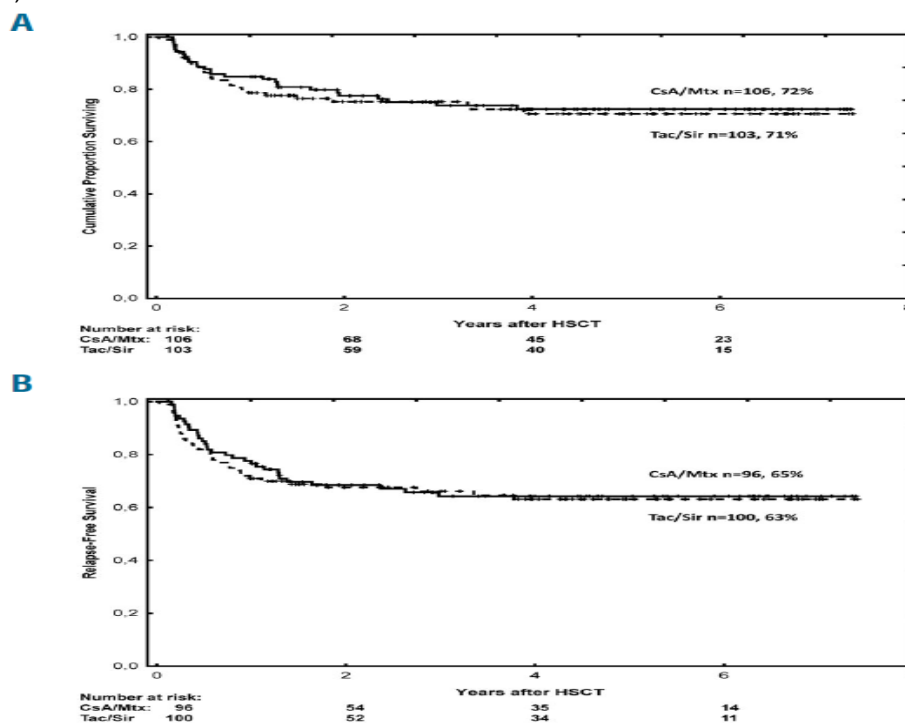 A
1,0
0,8
0,6
0,4
0,2
0,0
Cumulative Proportion Surviving
CsA/Mtx n=106, 72%
Tac/Sir n=103, 71%
0 2 4 6 8
Years after HSCT
Number at risk:
CsA/Mtx: 106 68 45 23
Tac/Sir 103 59 40 15
B
1,0
0,8
0,6
0,4
0,2
0,0
Relapse-Free Survival
CsA/Mtx n=96, 65%
Tac/Sir n=100, 63%
0 2 4 6
Years after HSCT
Number at risk:
CsA/Mtx: 96 54 35 14
Tac/Sir 100 52 34 11